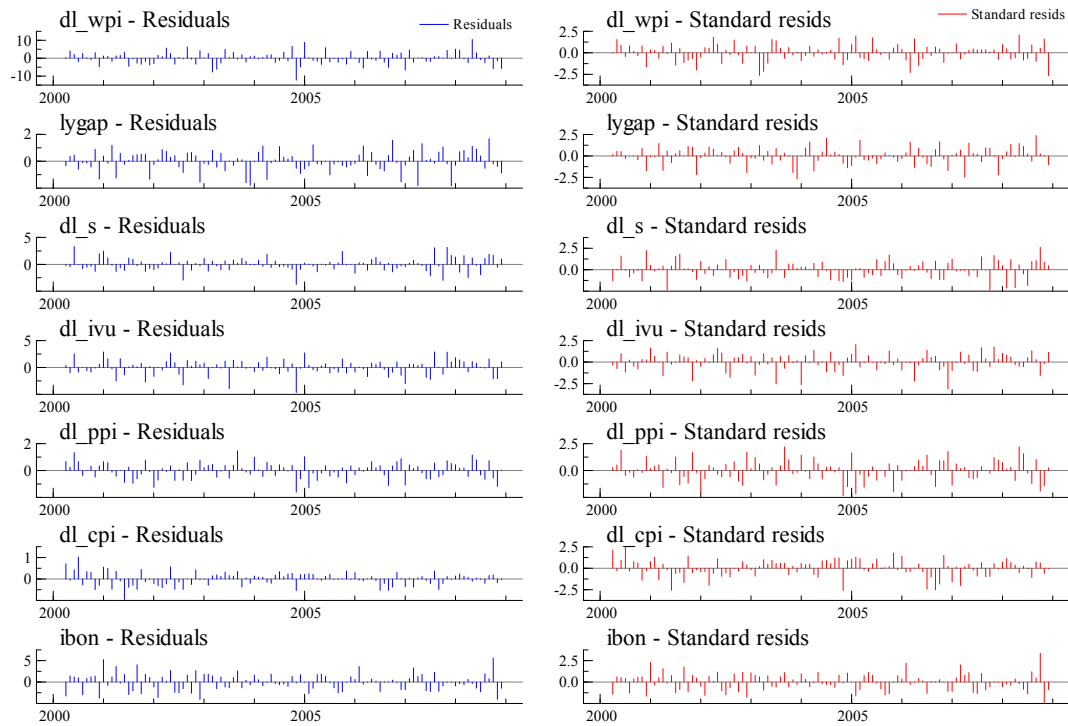 dl_wpi - Residuals
Residuals
10
0
-10
2000 2005
dl_wpi - Standard resids
Standard resids
2.5
0.0
-2.5
2000 2005
lygap - Residuals
2
0
2000 2005
lygap - Standard resids
2.5
0.0
-2.5
2000 2005
dl_s - Residuals
5
0
2000 2005
dl_s - Standard resids
2.5
0.0
2000 2005
dl_ivu - Residuals
5
0
2000 2005
dl_ivu - Standard resids
2.5
0.0
-2.5
2000 2005
dl_ppi - Residuals
2
0
2000 2005
dl_ppi - Standard resids
2.5
0.0
2000 2005
dl_cpi - Residuals
1
0
2000 2005
dl_cpi - Standard resids
2.5
0.0
-2.5
2000 2005
ibon - Residuals
5
0
2000 2005
ibon - Standard resids
2.5
0.0
2000 2005